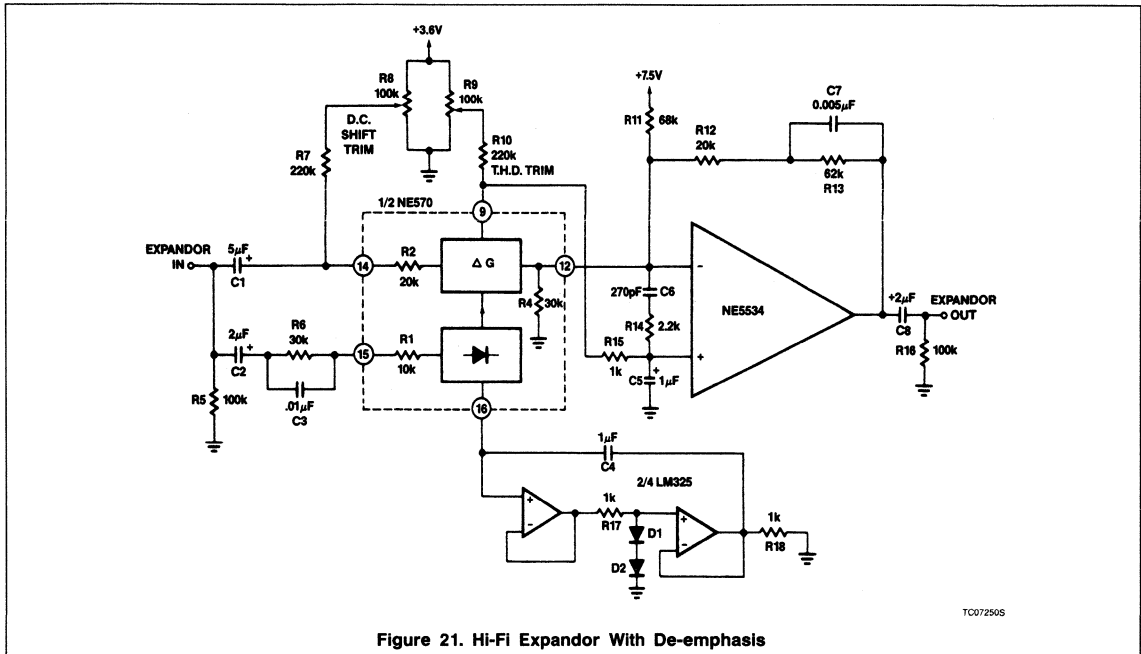 +3.6V
R8
100k
R9
100k
D.C.
SHIFT
TRIM
R7
220k
R10
220k
T.H.D. TRIM
+7.5V
R11
68k
R12
20k
C7
0.005µF
62k
R13
1/2 NE570
9
EXPANDOR
IN
5µF
+
C1
14
R2
20k
Δ G
12
R4
30k
270pF
C6
R14
2.2k
R15
1k
C5
+
1µF
−
+
NE5534
+2µF
C8
EXPANDOR
OUT
R16
100k
2µF
+
C2
R6
30k
15
R1
10k
R5
100k
.01µF
C3
16
1µF
C4
2/4 LM325
+
−
1k
R17
D1
D2
+
−
1k
R18
TC07250S
Figure 21. Hi-Fi Expandor With De-emphasis